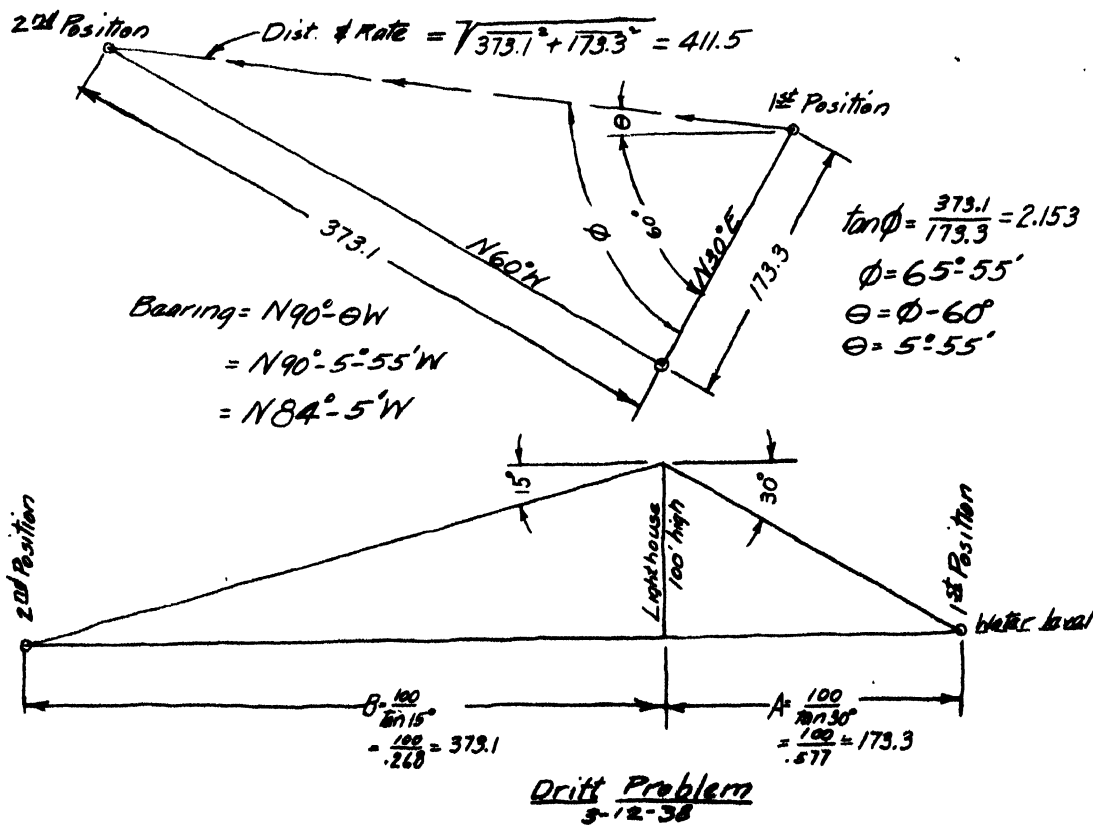 2nd Position
Dist. & Rate = √373.1² + 173.3² = 411.5
1st Position
θ
60°
ϕ
N30°E
173.3
373.1
N60°W
tanϕ = 373.1/173.3 = 2.153
ϕ = 65°-55'
θ = ϕ-60°
θ = 5°-55'
Bearing = N90°-θW
= N90°-5°-55'W
= N84°-5'W
15°
30°
Lighthouse
100' high
2nd Position
1st Position
Water level
B = 100/tan 15°
= 100/.268 = 373.1
A = 100/tan 30°
= 100/.577 = 173.3
Drift Problem
3-12-38